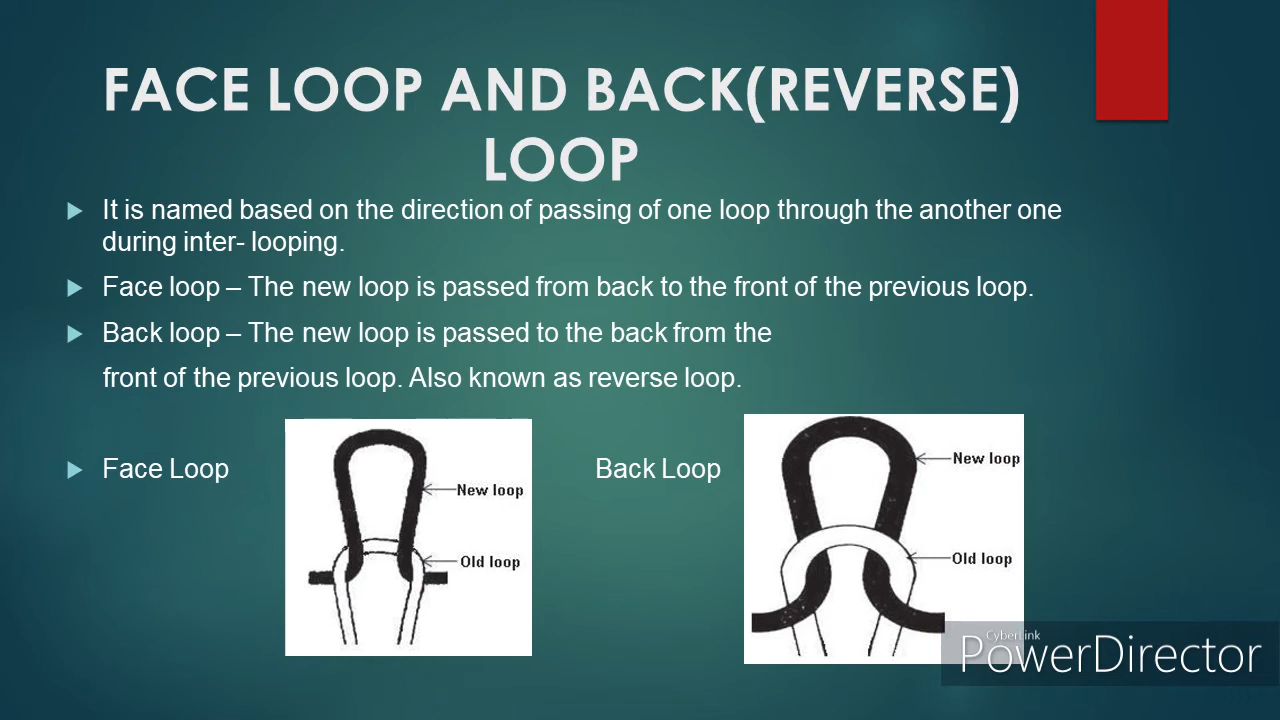 FACE LOOP AND BACK(REVERSE)
LOOP
It is named based on the direction of passing of one loop through the another one
during inter- looping.
Face loop – The new loop is passed from back to the front of the previous loop.
Back loop – The new loop is passed to the back from the
front of the previous loop. Also known as reverse loop.
Face Loop
New loop
Old loop
Back Loop
New loop
Old loop
CyberLink
PowerDirector